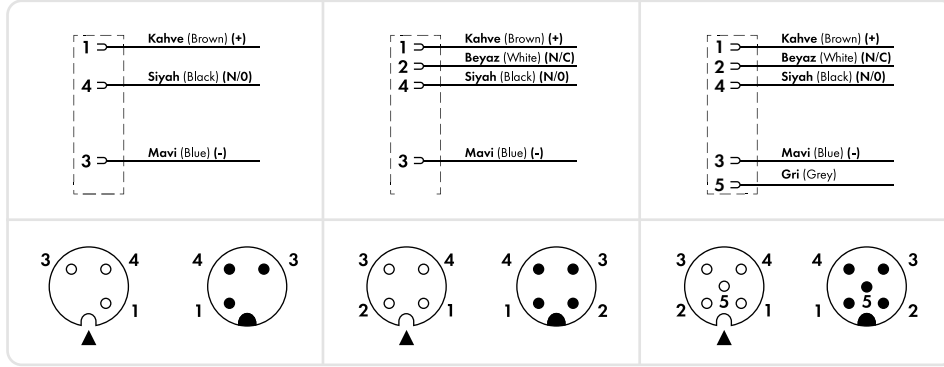 1 Kahve (Brown) (+)
4 Siyah (Black) (N/0)
3 Mavi (Blue) (-)
1 Kahve (Brown) (+)
2 Beyaz (White) (N/C)
4 Siyah (Black) (N/0)
3 Mavi (Blue) (-)
1 Kahve (Brown) (+)
2 Beyaz (White) (N/C)
4 Siyah (Black) (N/0)
3 Mavi (Blue) (-)
5 Gri (Grey)
3 4
1
4 3
1
3 4
2 1
4 3
1 2
3 4
5
2 1
4 3
5
1 2